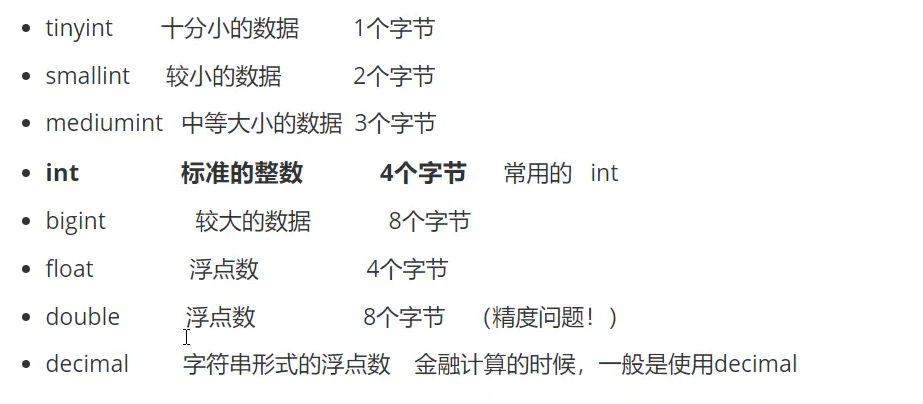 tinyint 十分小的数据 1个字节
smallint 较小的数据 2个字节
mediumint 中等大小的数据 3个字节
int 标准的整数 4个字节 常用的 int
bigint 较大的数据 8个字节
float 浮点数 4个字节
double 浮点数 8个字节 （精度问题！）
decimal 字符串形式的浮点数 金融计算的时候，一般是使用decimal